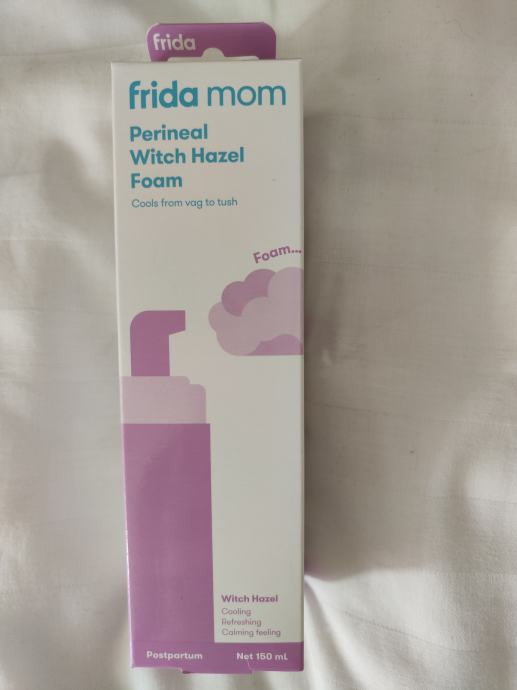 frida
frida mom
Perineal
Witch Hazel
Foam
Cools from vag to tush
Foam...
Witch Hazel
Cooling
Refreshing
Calming feeling
Postpartum Net 150 mL